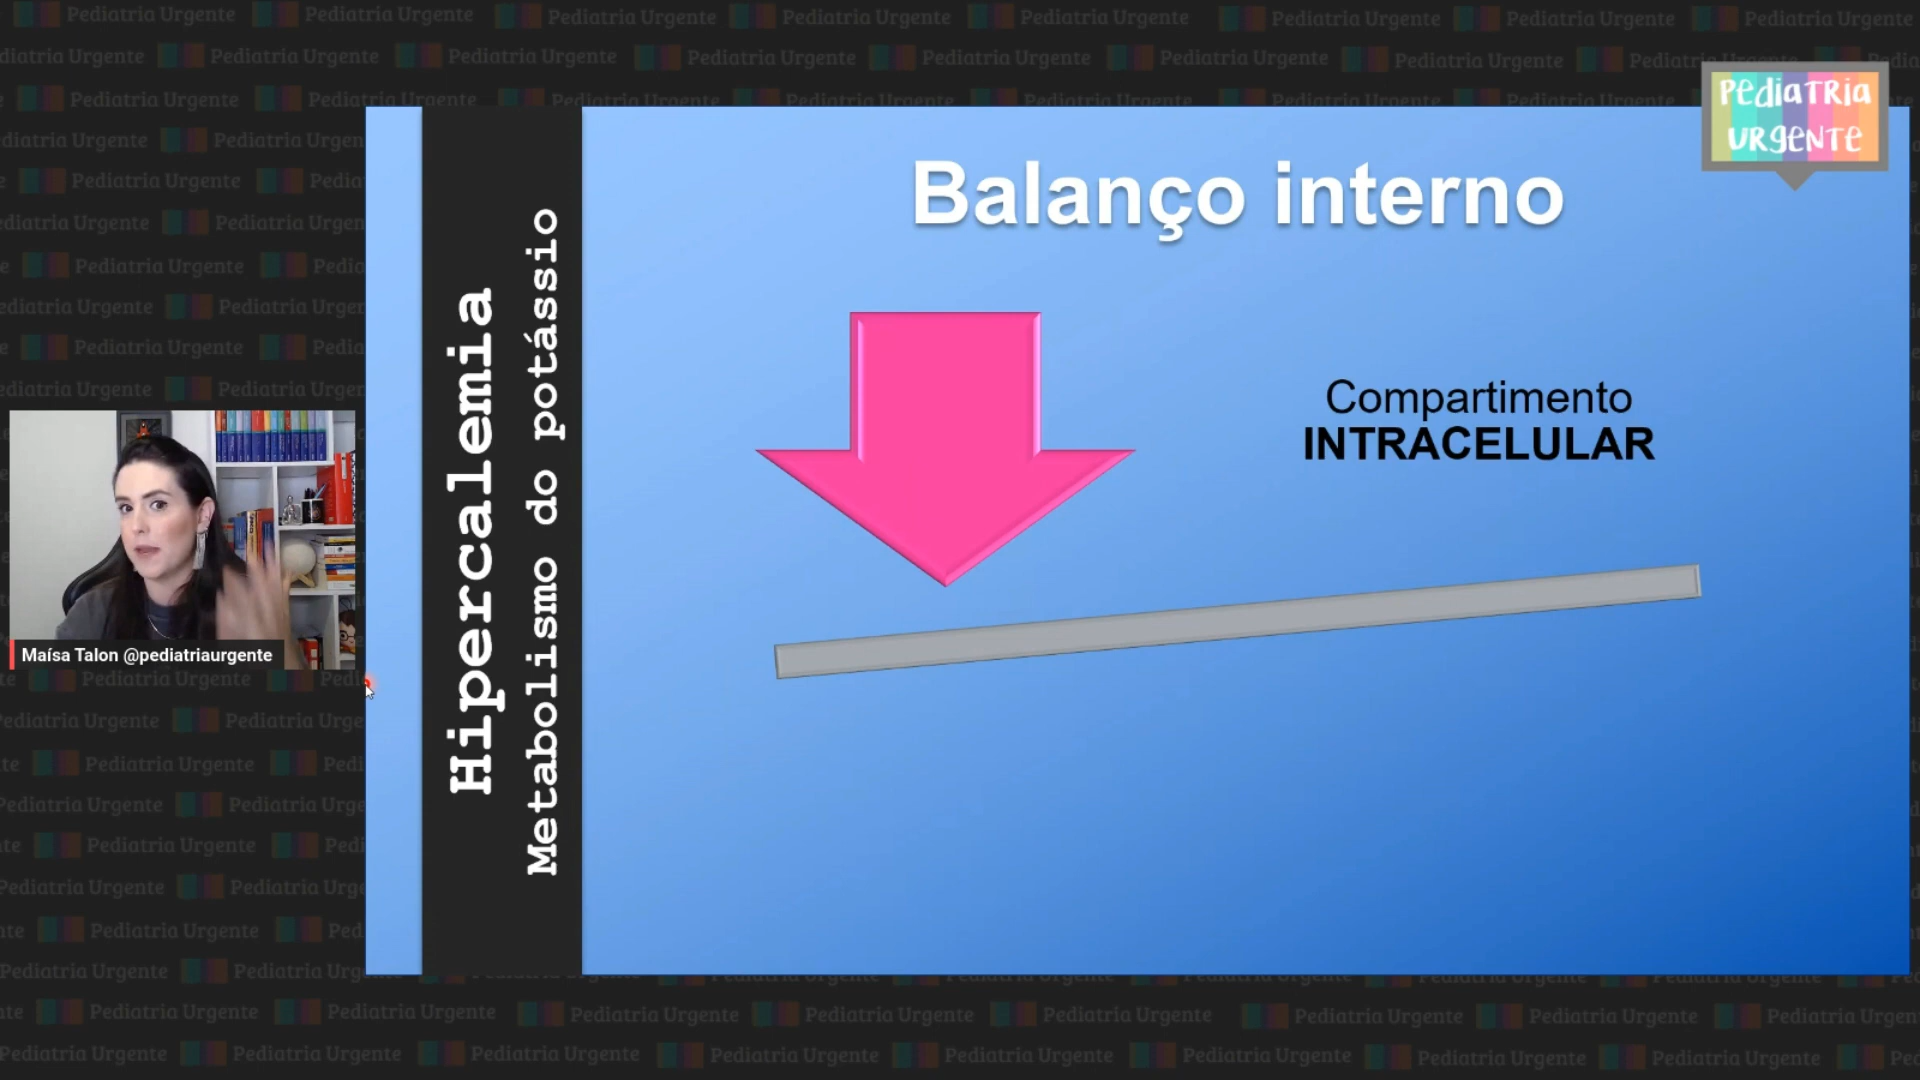 PEdiATRiA
URgENTE
Balanço interno
Hipercalemia
Metabolismo do potássio
Compartimento
INTRACELULAR
Maísa Talon @pediatriaurgente
Pediatria Urgente